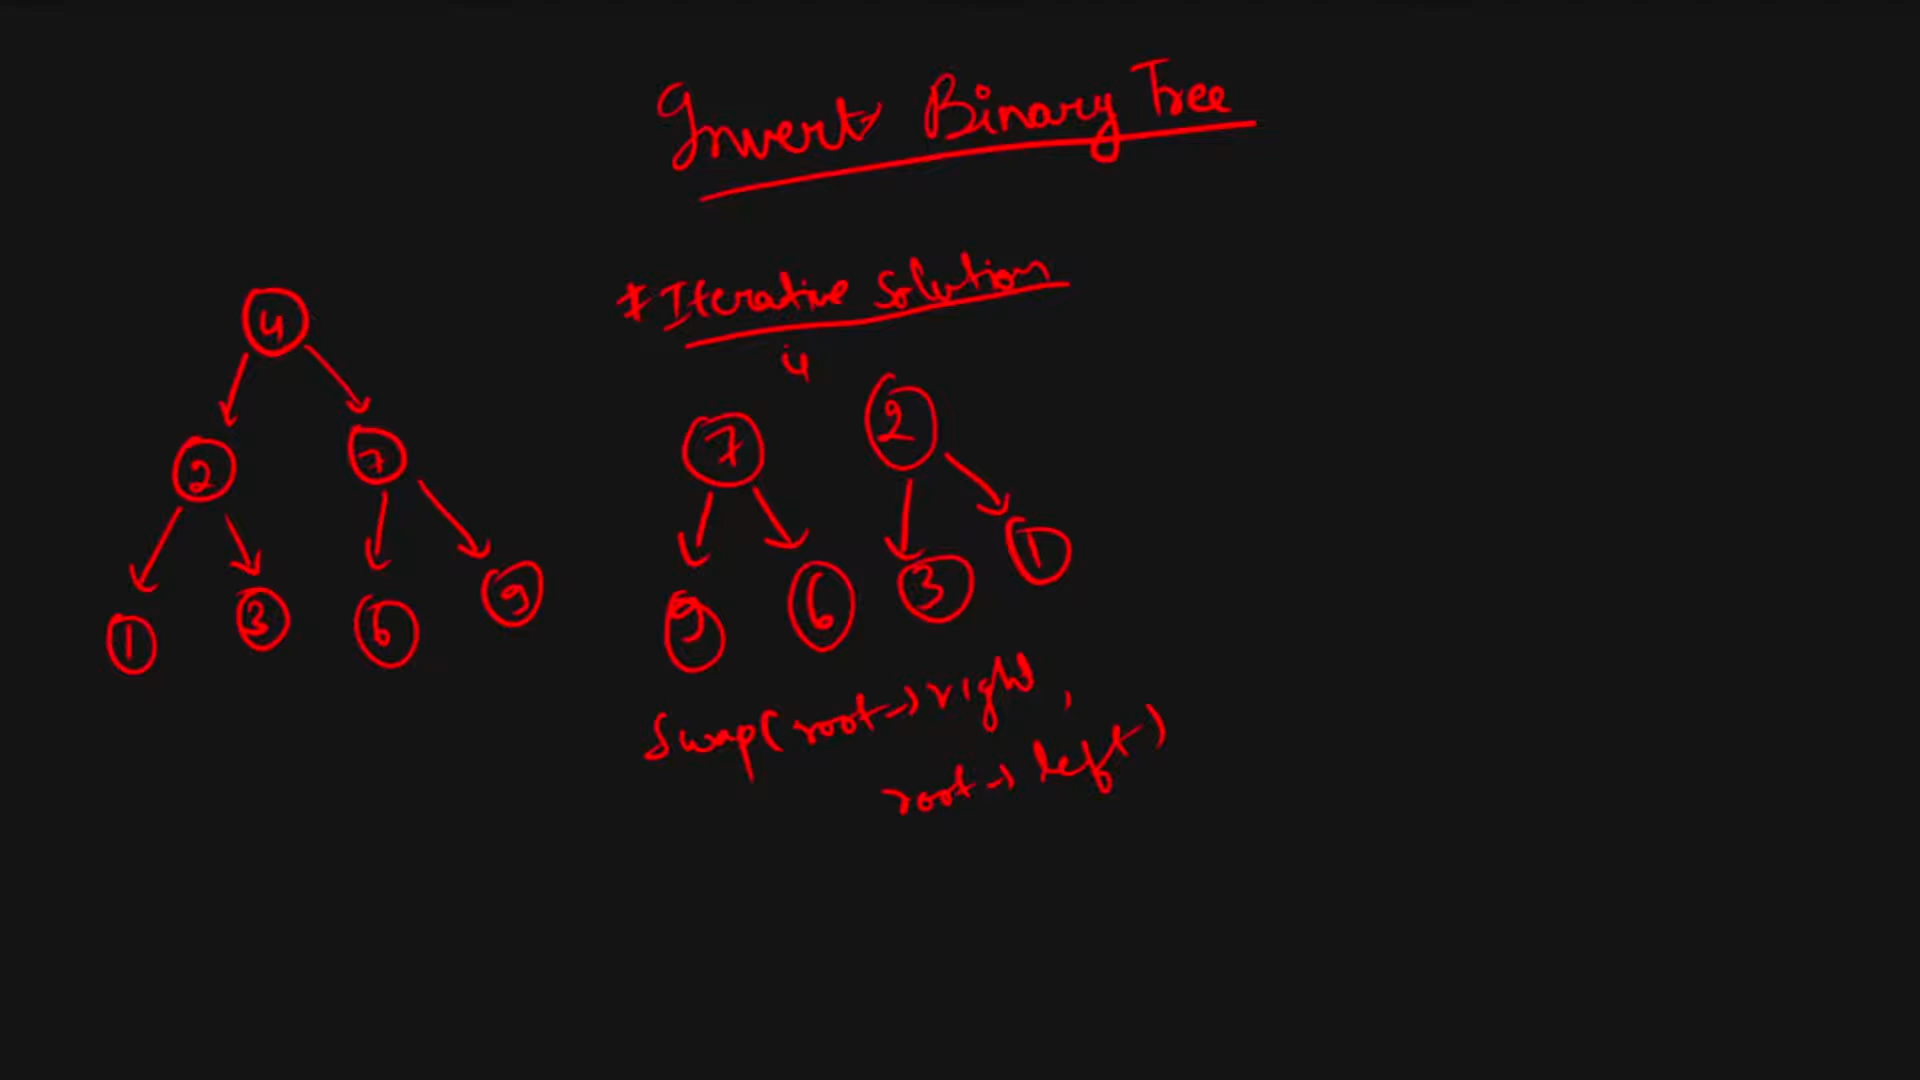 Invert Binary Tree
* Iterative Solution
4
4
7 2
2 7
9 6 3 1
1 3 6 9
Swap(root->right,
root->left)